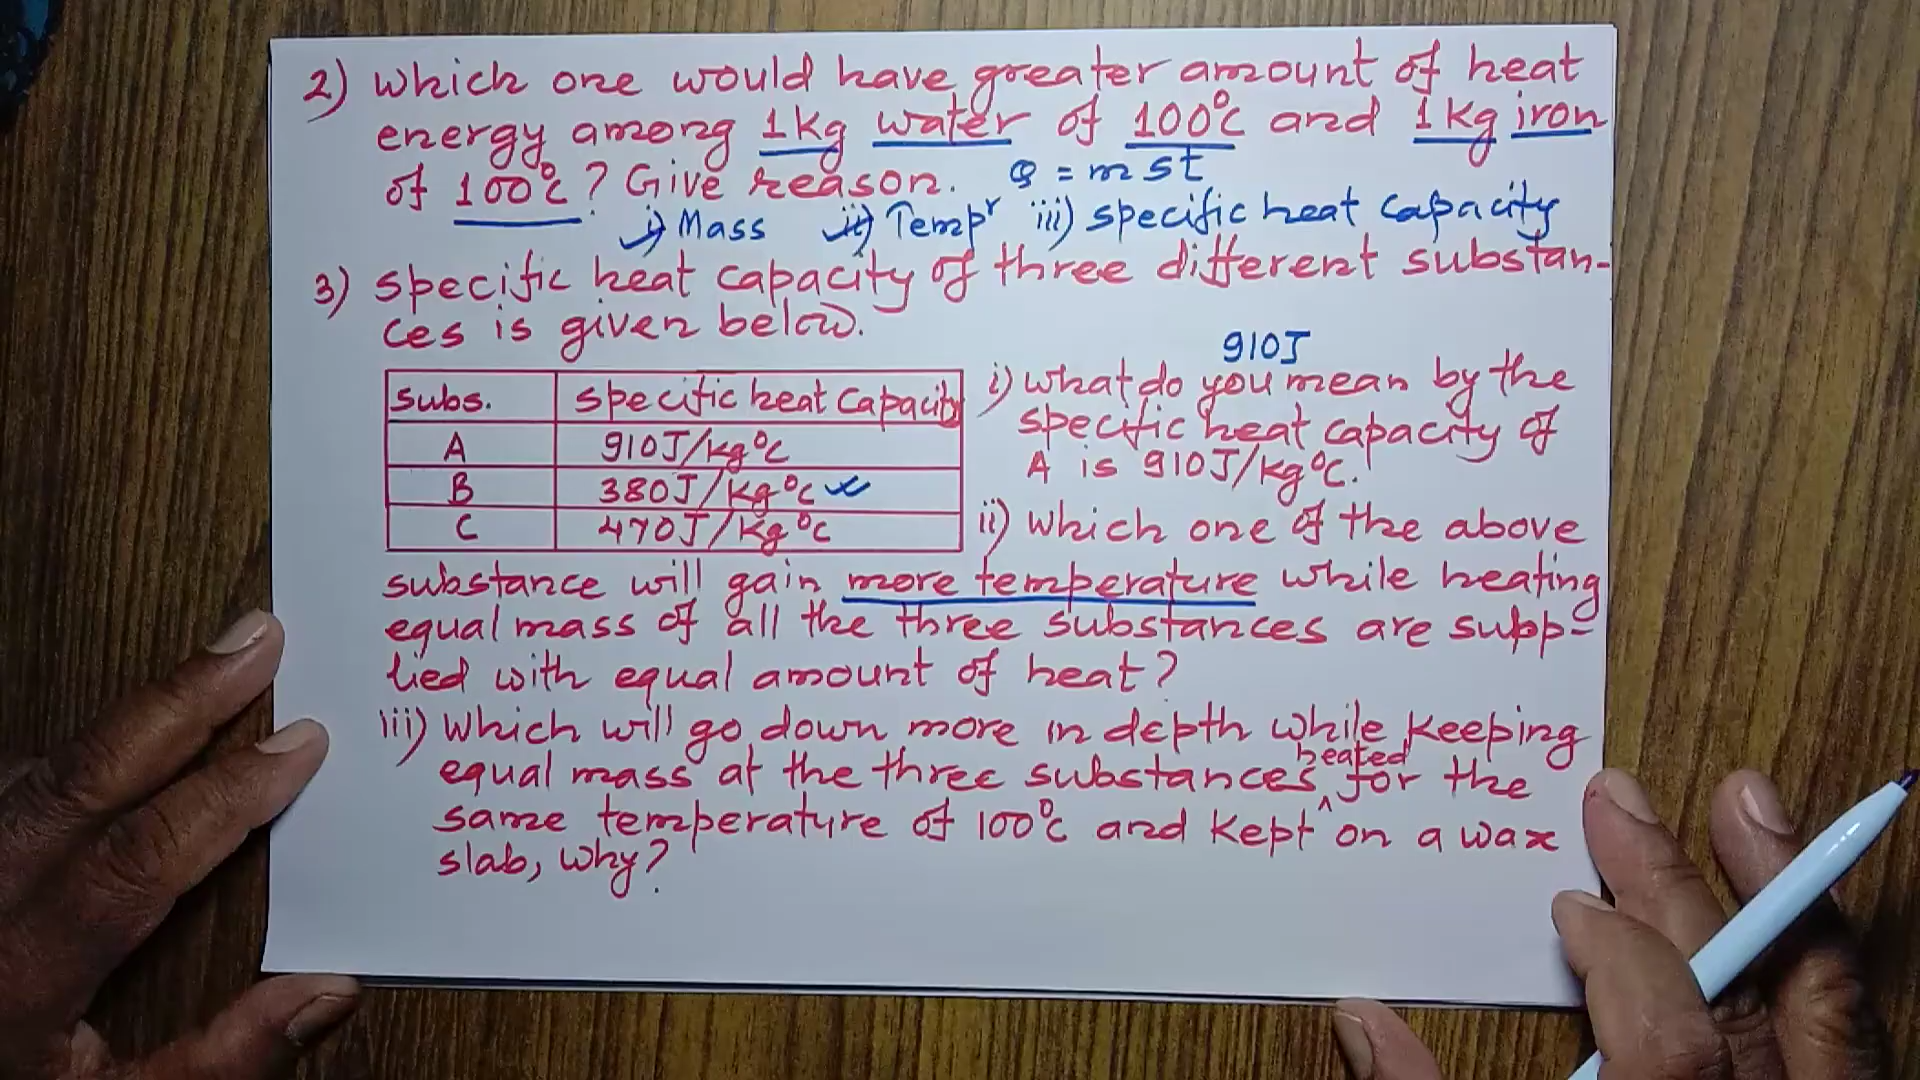 2) which one would have greater amount of heat
energy among 1kg water of 100°C and 1kg iron
of 100°C? Give reason. Q = mst
i) Mass ii) Tempr iii) specific heat capacity
3) specific heat capacity of three different substan-
ces is given below.
Subs. specific heat capacity
A 910J/kg°C
B 380J/kg°C
C 470J/kg°C
910J
i) what do you mean by the
specific heat capacity of
A is 910J/kg°C.
ii) which one of the above
substance will gain more temperature while heating
equal mass of all the three substances are supp-
lied with equal amount of heat?
iii) which will go down more in depth while keeping
equal mass of the three substances heated for the
same temperature of 100°C and kept on a wax
slab, why?